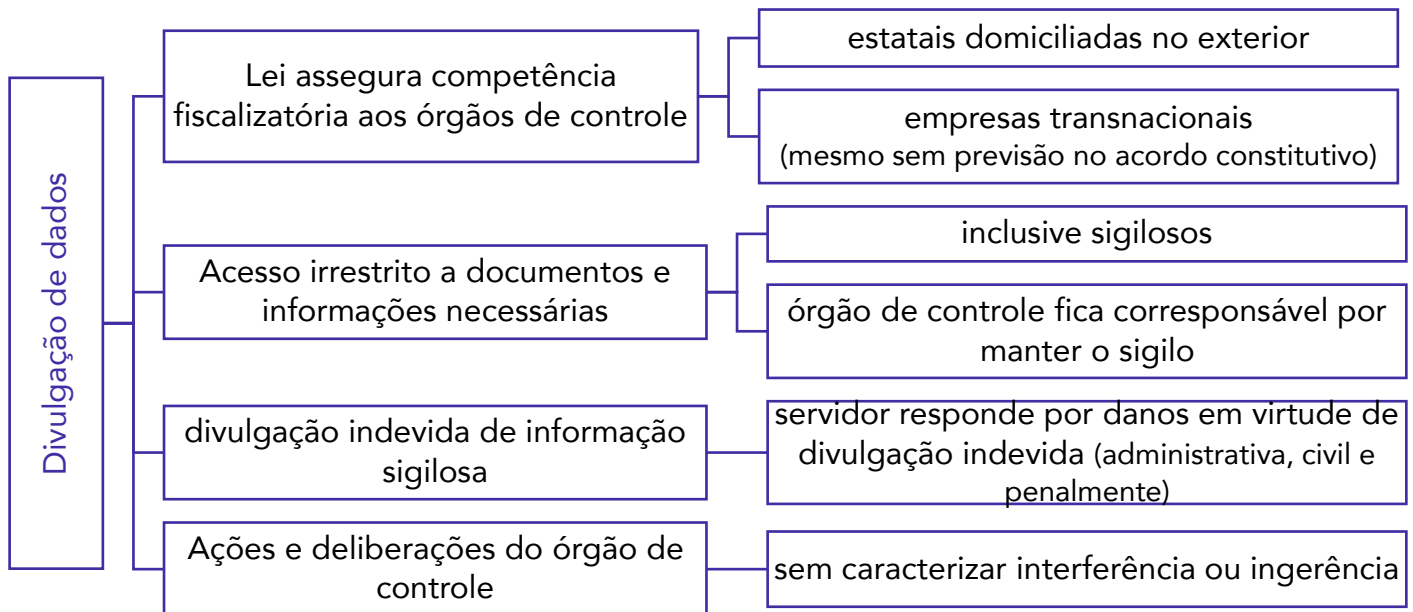 Divulgação de dados
Lei assegura competência
fiscalizatória aos órgãos de controle
estatais domiciliadas no exterior
empresas transnacionais
(mesmo sem previsão no acordo constitutivo)
Acesso irrestrito a documentos e
informações necessárias
inclusive sigilosos
órgão de controle fica corresponsável por
manter o sigilo
divulgação indevida de informação
sigilosa
servidor responde por danos em virtude de
divulgação indevida (administrativa, civil e
penalmente)
Ações e deliberações do órgão de
controle
sem caracterizar interferência ou ingerência